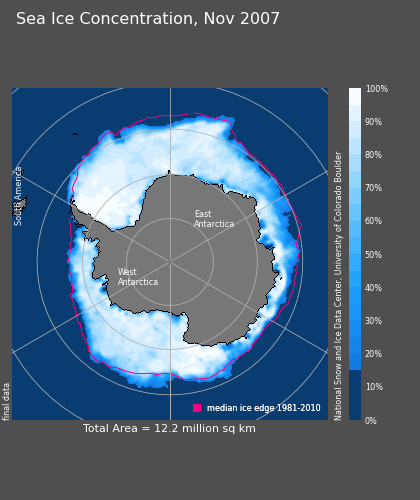 Sea Ice Concentration, Nov 2007
South America
East
Antarctica
West
Antarctica
100%
90%
80%
70%
60%
50%
40%
30%
20%
10%
0%
National Snow and Ice Data Center, University of Colorado Boulder
final data
median ice edge 1981-2010
Total Area = 12.2 million sq km